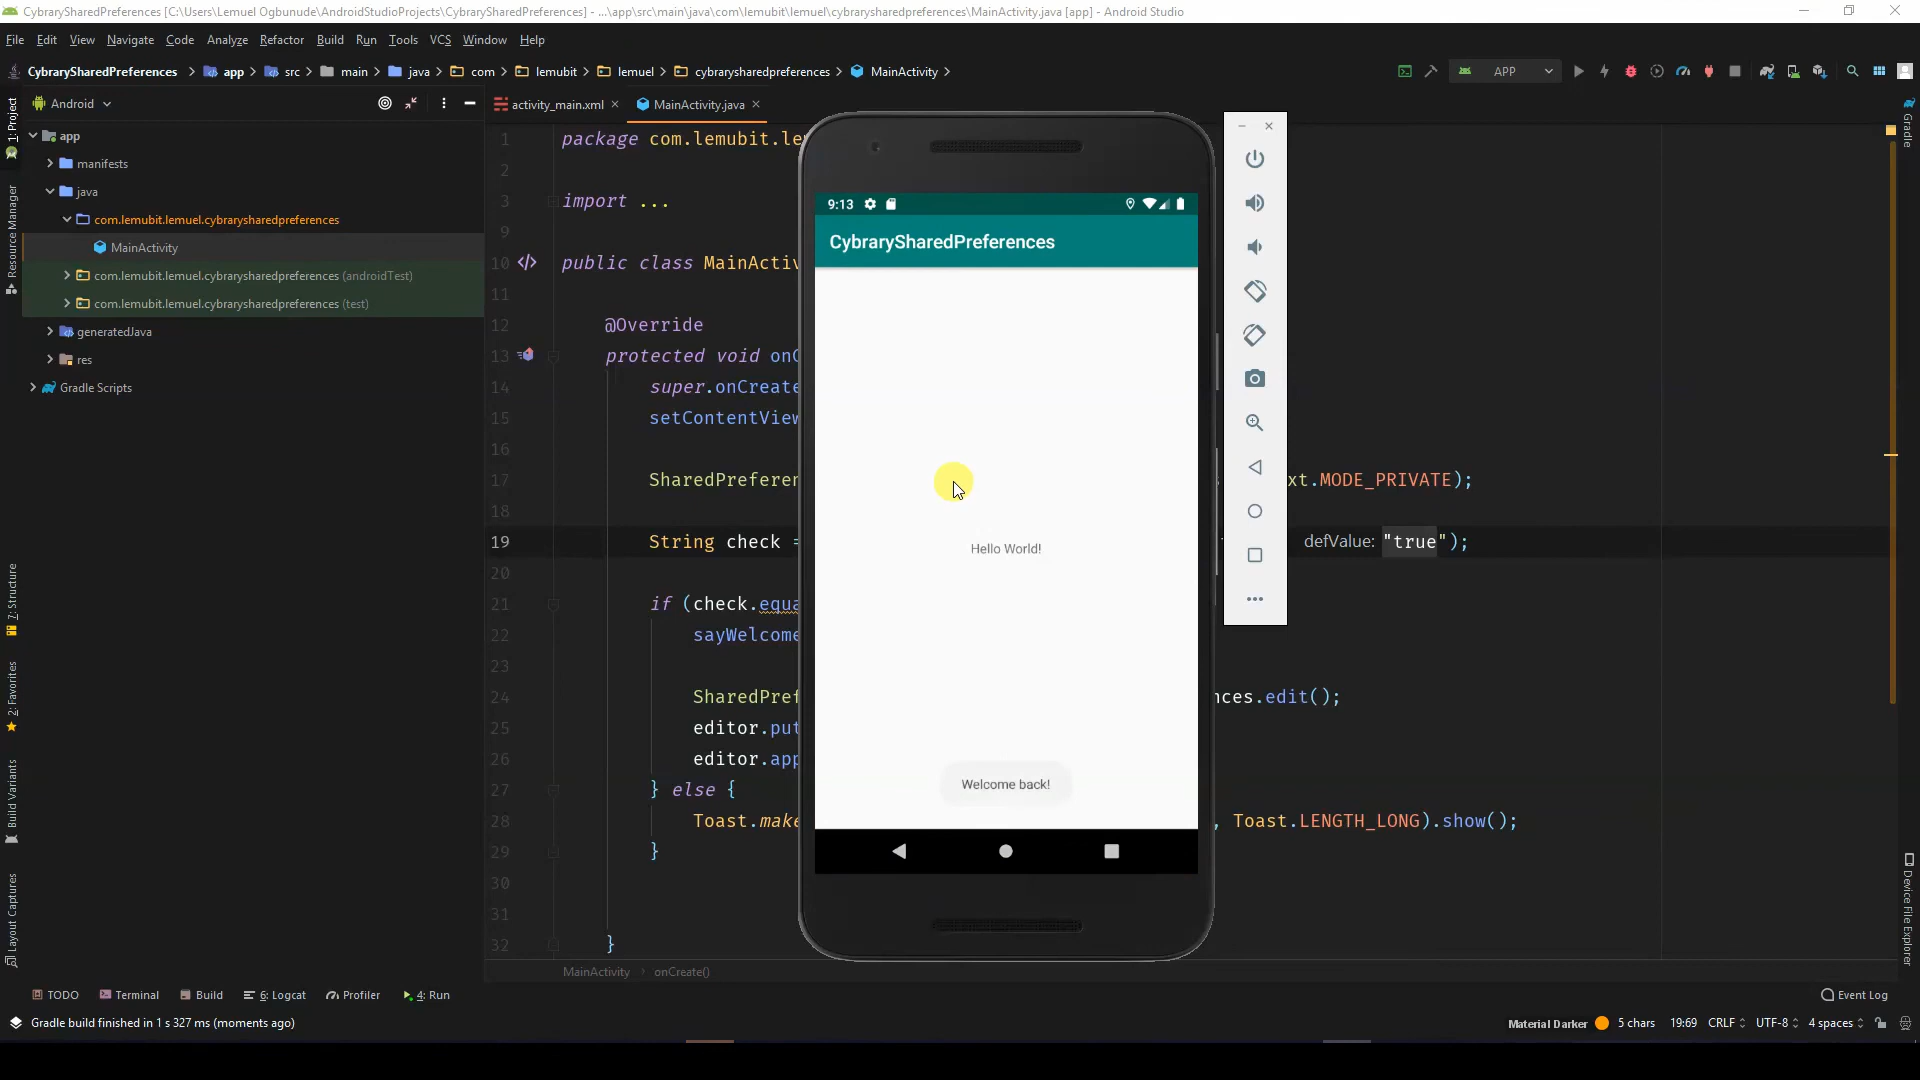 CybrarySharedPreferences [C:\Users\Lemuel Ogbunude\AndroidStudioProjects\CybrarySharedPreferences] - ...\app\src\main\java\com\lemubit\lemuel\cybrarysharedpreferences\MainActivity.java [app] - Android Studio
File Edit View Navigate Code Analyze Refactor Build Run Tools VCS Window Help
CybrarySharedPreferences app src main java com lemubit lemuel cybrarysharedpreferences MainActivity APP
Android
activity_main.xml MainActivity.java
1: Project
Resource Manager
7: Structure
2: Favorites
Build Variants
Layout Captures
app
manifests
java
com.lemubit.lemuel.cybrarysharedpreferences
MainActivity
com.lemubit.lemuel.cybrarysharedpreferences (androidTest)
com.lemubit.lemuel.cybrarysharedpreferences (test)
generatedJava
res
Gradle Scripts
1 package com.lemubit.le
2
3 import ...
9
10 public class MainActiv
11
12 @Override
13 protected void onC
14 super.onCreate
15 setContentView
16
17 SharedPreferen xt.MODE_PRIVATE);
18
19 String check = defValue: "true");
20
21 if (check.equa
22 sayWelcome
23
24 SharedPref nces.edit();
25 editor.put
26 editor.app
27 } else {
28 Toast.make , Toast.LENGTH_LONG).show();
29 }
30
31
32 }
9:13
CybrarySharedPreferences
Hello World!
Welcome back!
Gradle
Device File Explorer
MainActivity onCreate()
TODO Terminal Build 6: Logcat Profiler 4: Run Event Log
Gradle build finished in 1 s 327 ms (moments ago) Material Darker 5 chars 19:69 CRLF UTF-8 4 spaces